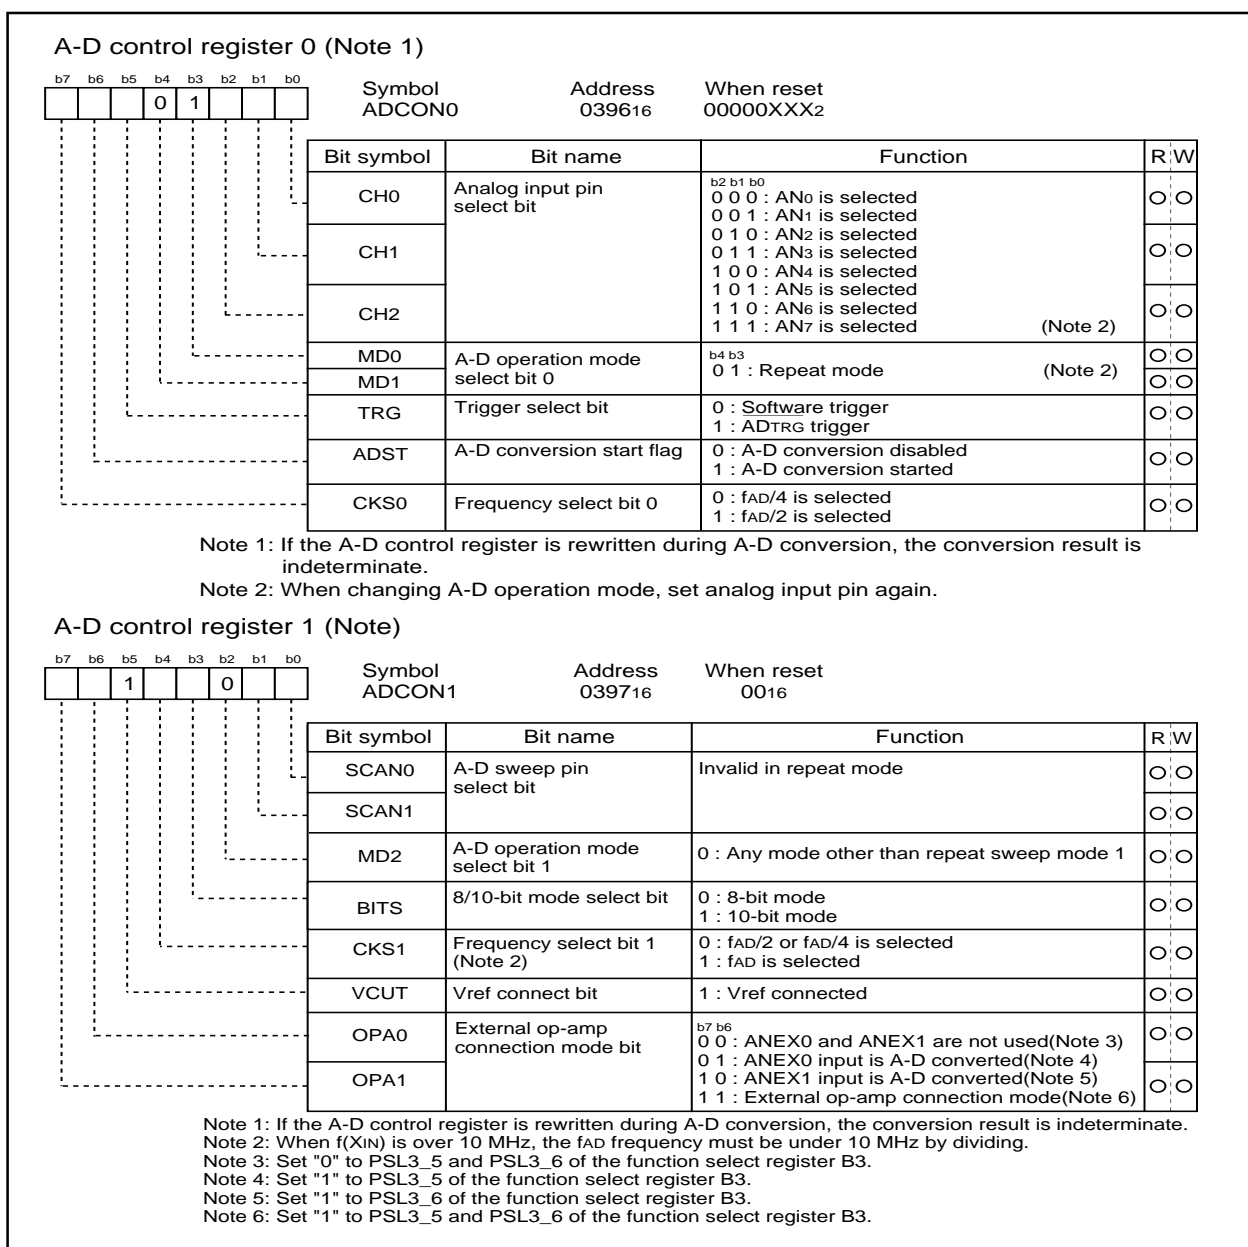 A-D control register 0 (Note 1)
b7 b6 b5 b4 b3 b2 b1 b0
0 1
Symbol Address When reset
ADCON0 039616 00000XXX2
Bit symbol Bit name Function R W
CH0 Analog input pin
select bit
b2 b1 b0
0 0 0 : AN0 is selected
0 0 1 : AN1 is selected
0 1 0 : AN2 is selected
CH1
0 1 1 : AN3 is selected
1 0 0 : AN4 is selected
1 0 1 : AN5 is selected
CH2
1 1 0 : AN6 is selected
1 1 1 : AN7 is selected (Note 2)
MD0 A-D operation mode
select bit 0
b4 b3
0 1 : Repeat mode (Note 2)
MD1
TRG Trigger select bit 0 : Software trigger
1 : ADTRG trigger
ADST A-D conversion start flag 0 : A-D conversion disabled
1 : A-D conversion started
CKS0 Frequency select bit 0 0 : fAD/4 is selected
1 : fAD/2 is selected
Note 1: If the A-D control register is rewritten during A-D conversion, the conversion result is
indeterminate.
Note 2: When changing A-D operation mode, set analog input pin again.
A-D control register 1 (Note)
b7 b6 b5 b4 b3 b2 b1 b0
1 0
Symbol Address When reset
ADCON1 039716 0016
Bit symbol Bit name Function R W
SCAN0 A-D sweep pin
select bit
Invalid in repeat mode
SCAN1
MD2 A-D operation mode
select bit 1
0 : Any mode other than repeat sweep mode 1
BITS 8/10-bit mode select bit 0 : 8-bit mode
1 : 10-bit mode
CKS1 Frequency select bit 1
(Note 2)
0 : fAD/2 or fAD/4 is selected
1 : fAD is selected
VCUT Vref connect bit 1 : Vref connected
OPA0 External op-amp
connection mode bit
b7 b6
0 0 : ANEX0 and ANEX1 are not used(Note 3)
0 1 : ANEX0 input is A-D converted(Note 4)
OPA1
1 0 : ANEX1 input is A-D converted(Note 5)
1 1 : External op-amp connection mode(Note 6)
Note 1: If the A-D control register is rewritten during A-D conversion, the conversion result is indeterminate.
Note 2: When f(XIN) is over 10 MHz, the fAD frequency must be under 10 MHz by dividing.
Note 3: Set "0" to PSL3_5 and PSL3_6 of the function select register B3.
Note 4: Set "1" to PSL3_5 of the function select register B3.
Note 5: Set "1" to PSL3_6 of the function select register B3.
Note 6: Set "1" to PSL3_5 and PSL3_6 of the function select register B3.